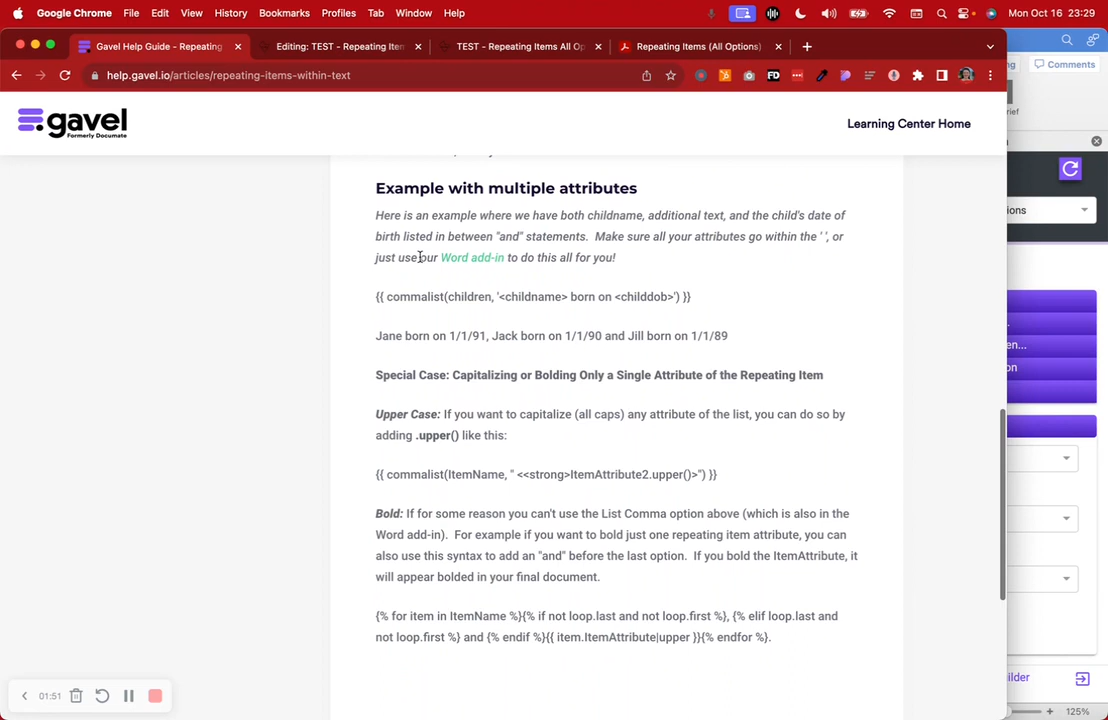 Google Chrome File Edit View History Bookmarks Profiles Tab Window Help Mon Oct 16 23:29
Gavel Help Guide - Repeating Editing: TEST - Repeating Item TEST - Repeating Items All Op Repeating Items (All Options)
help.gavel.io/articles/repeating-items-within-text
Comments
gavel
Formerly Documate
Learning Center Home
Example with multiple attributes
Here is an example where we have both childname, additional text, and the child's date of
birth listed in between "and" statements. Make sure all your attributes go within the ' ', or
just use our Word add-in to do this all for you!
{{ commalist(children, '<childname> born on <childdob>') }}
Jane born on 1/1/91, Jack born on 1/1/90 and Jill born on 1/1/89
Special Case: Capitalizing or Bolding Only a Single Attribute of the Repeating Item
Upper Case: If you want to capitalize (all caps) any attribute of the list, you can do so by
adding .upper() like this:
{{ commalist(ItemName, " <<strong>ItemAttribute2.upper()>") }}
Bold: If for some reason you can't use the List Comma option above (which is also in the
Word add-in). For example if you want to bold just one repeating item attribute, you can
also use this syntax to add an "and" before the last option. If you bold the ItemAttribute, it
will appear bolded in your final document.
{% for item in ItemName %}{% if not loop.last and not loop.first %}, {% elif loop.last and
not loop.first %} and {% endif %}{{ item.ItemAttribute|upper }}{% endfor %}.
01:51
125%